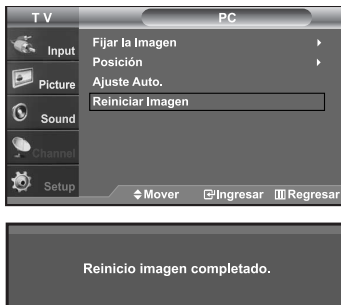 TV
PC
Input
Picture
Sound
Channel
Setup
Fijar la Imagen
Posición
Ajuste Auto.
Reiniciar Imagen
Mover Ingresar Regresar
Reinicio imagen completado.